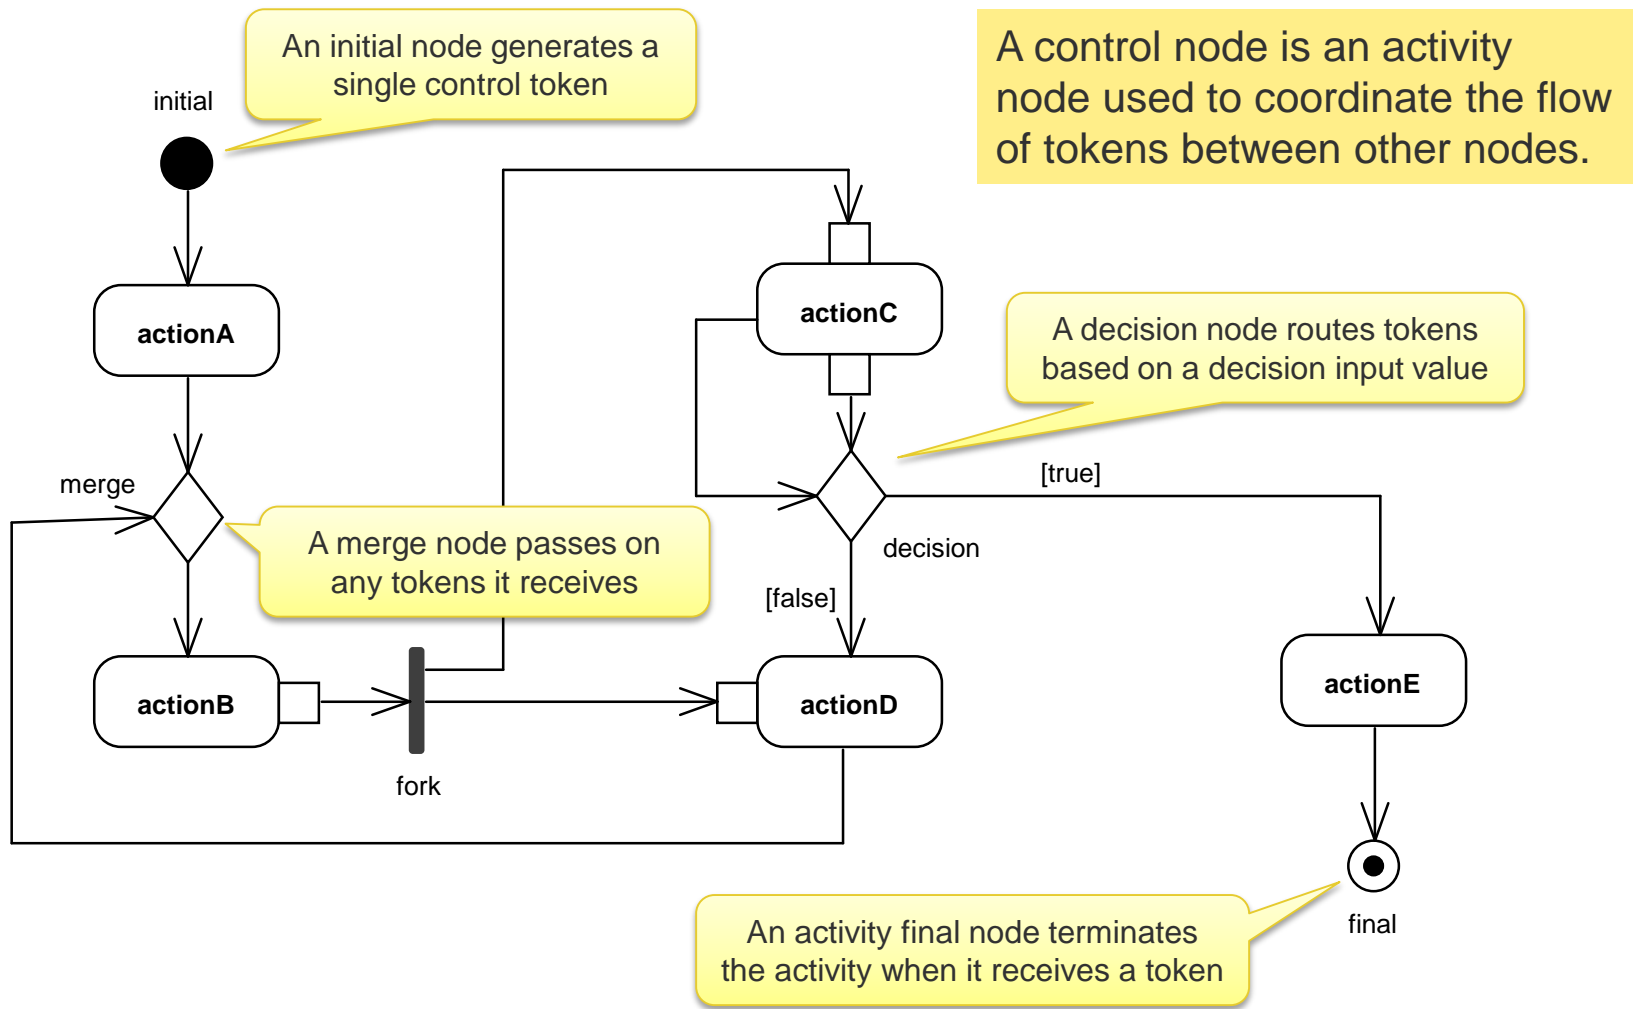 An initial node generates a
single control token
A control node is an activity
node used to coordinate the flow
of tokens between other nodes.
initial
actionA
actionC
A decision node routes tokens
based on a decision input value
merge
[true]
A merge node passes on
any tokens it receives
decision
[false]
actionB
actionD
actionE
fork
An activity final node terminates
the activity when it receives a token
final